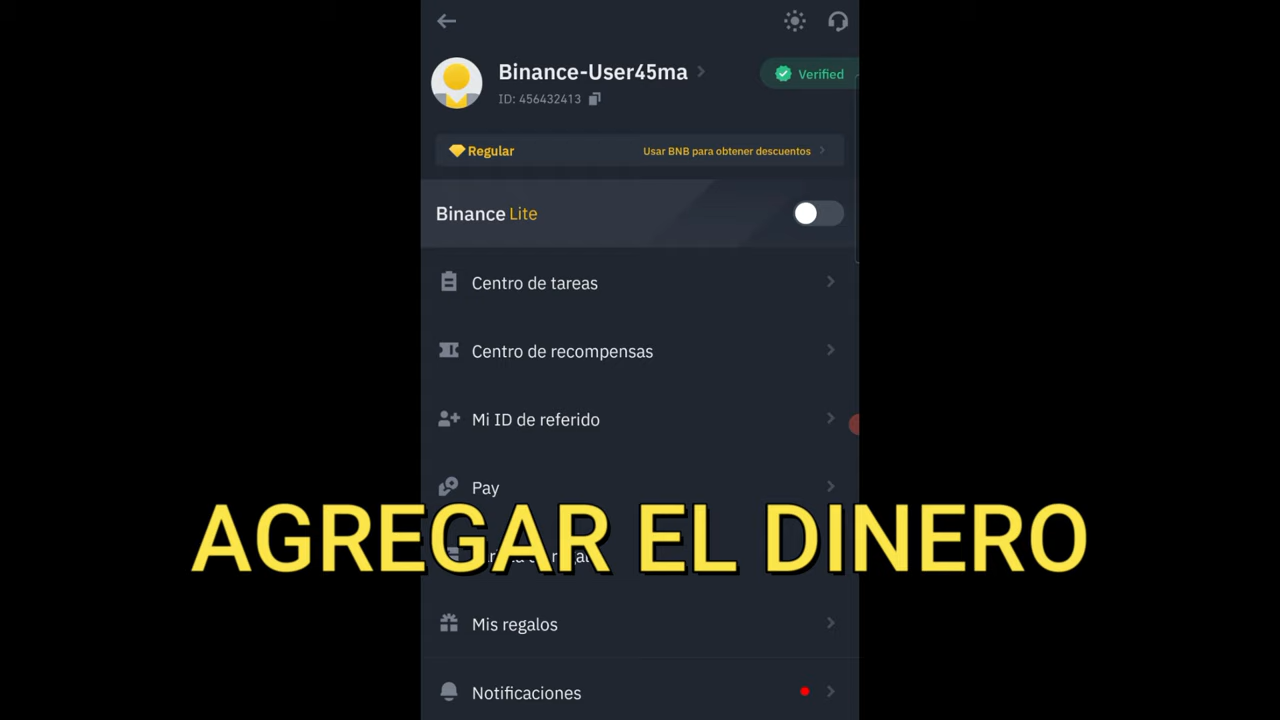 Binance-User45ma
Verified
ID: 456432413
Regular
Usar BNB para obtener descuentos
Binance Lite
Centro de tareas
Centro de recompensas
Mi ID de referido
Pay
AGREGAR EL DINERO
Mis regalos
Notificaciones